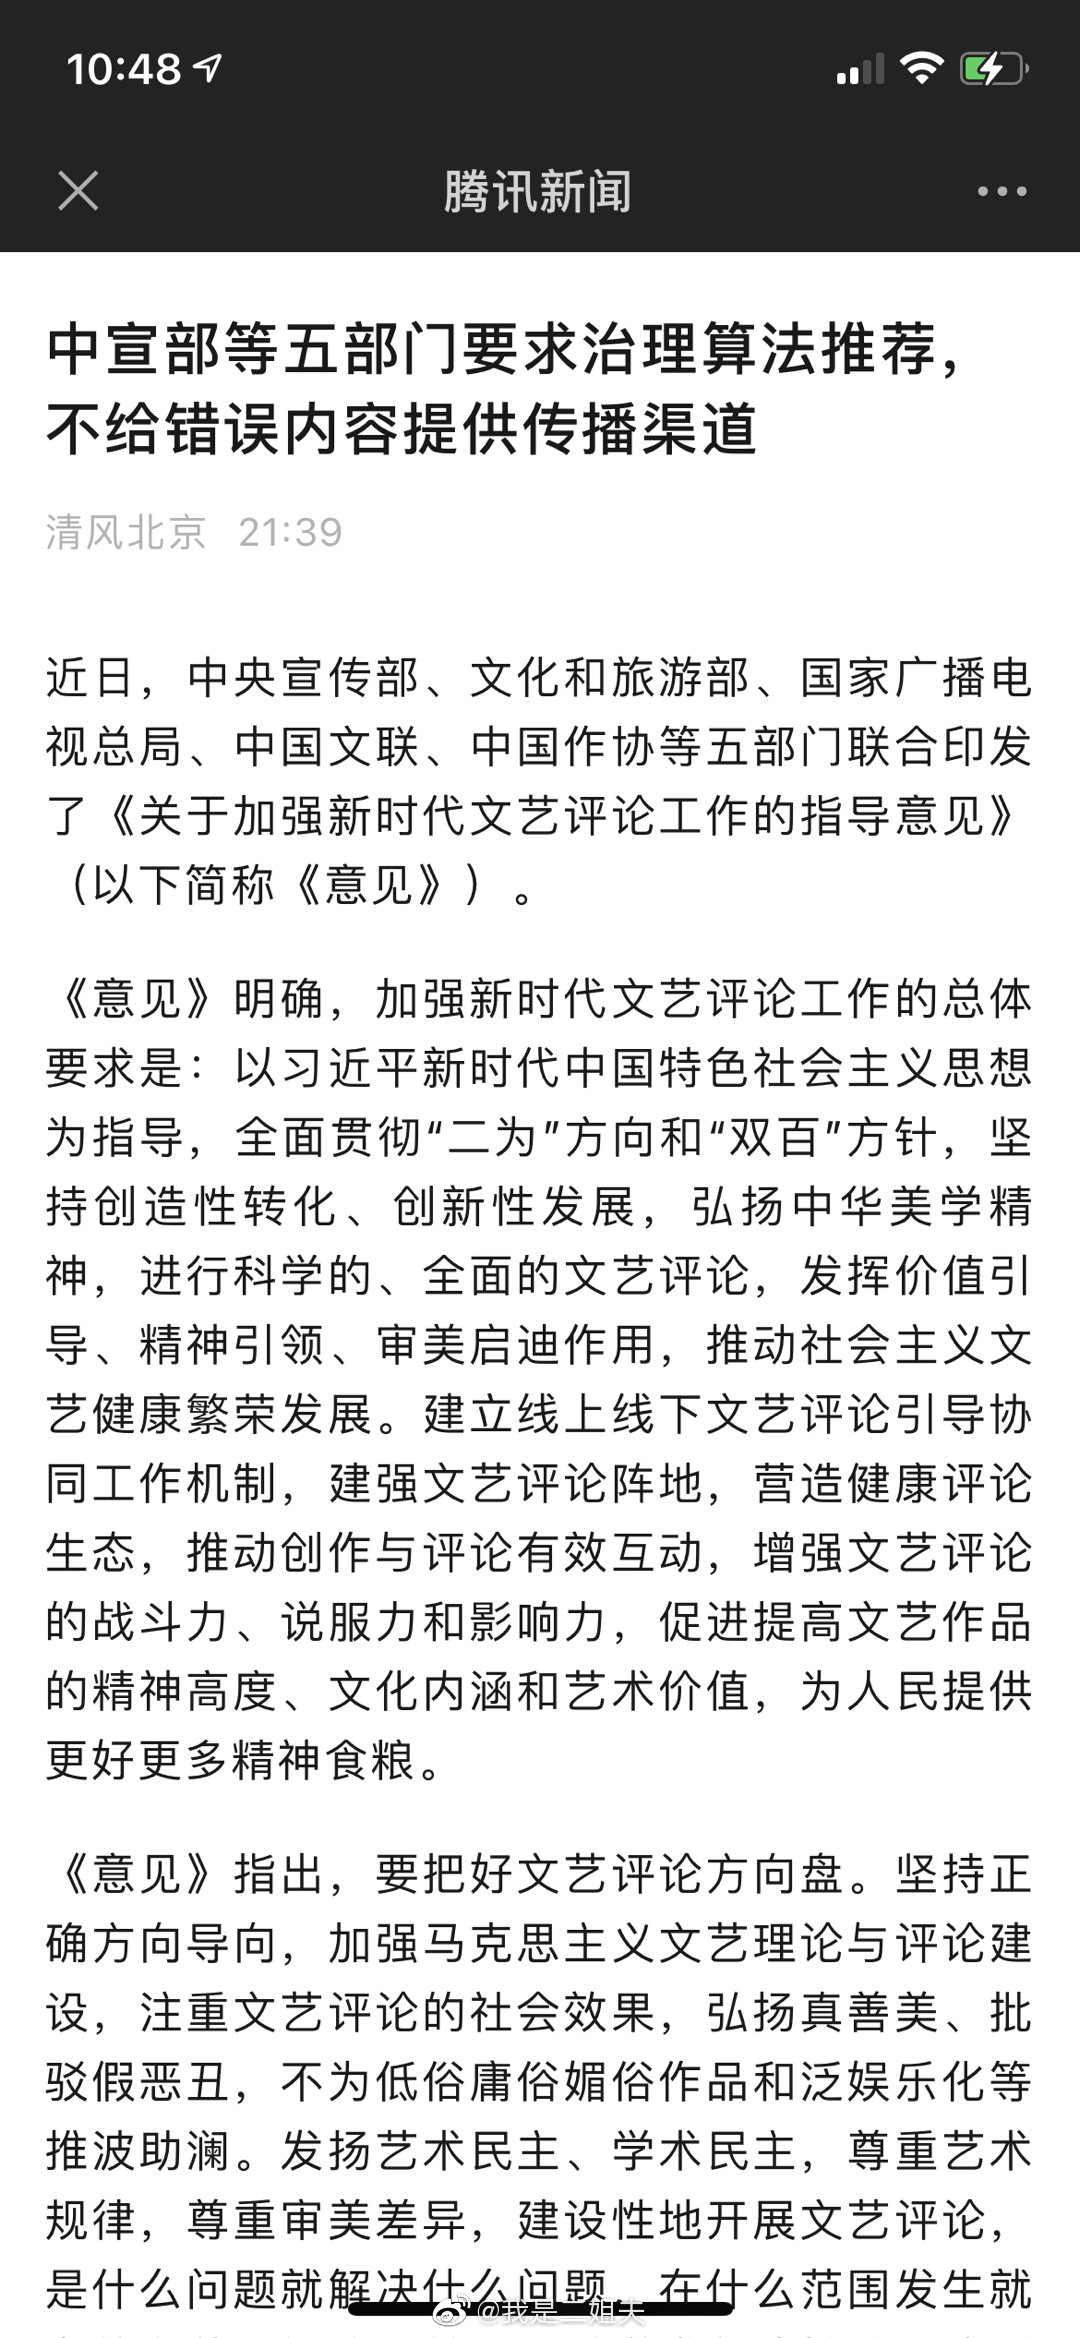 10:48
腾讯新闻
中宣部等五部门要求治理算法推荐,
不给错误内容提供传播渠道
清风北京 21:39
近日，中央宣传部、文化和旅游部、国家广播电
视总局、中国文联、中国作协等五部门联合印发
了《关于加强新时代文艺评论工作的指导意见》
（以下简称《意见》）。
《意见》明确，加强新时代文艺评论工作的总体
要求是：以习近平新时代中国特色社会主义思想
为指导，全面贯彻“二为”方向和“双百”方针，坚
持创造性转化、创新性发展，弘扬中华美学精
神，进行科学的、全面的文艺评论，发挥价值引
导、精神引领、审美启迪作用，推动社会主义文
艺健康繁荣发展。建立线上线下文艺评论引导协
同工作机制，建强文艺评论阵地，营造健康评论
生态，推动创作与评论有效互动，增强文艺评论
的战斗力、说服力和影响力，促进提高文艺作品
的精神高度、文化内涵和艺术价值，为人民提供
更好更多精神食粮。
《意见》指出，要把好文艺评论方向盘。坚持正
确方向导向，加强马克思主义文艺理论与评论建
设，注重文艺评论的社会效果，弘扬真善美、批
驳假恶丑，不为低俗庸俗媚俗作品和泛娱乐化等
推波助澜。发扬艺术民主、学术民主，尊重艺术
规律，尊重审美差异，建设性地开展文艺评论，
是什么问题就解决什么问题，在什么范围发生就
@我是二姐夫